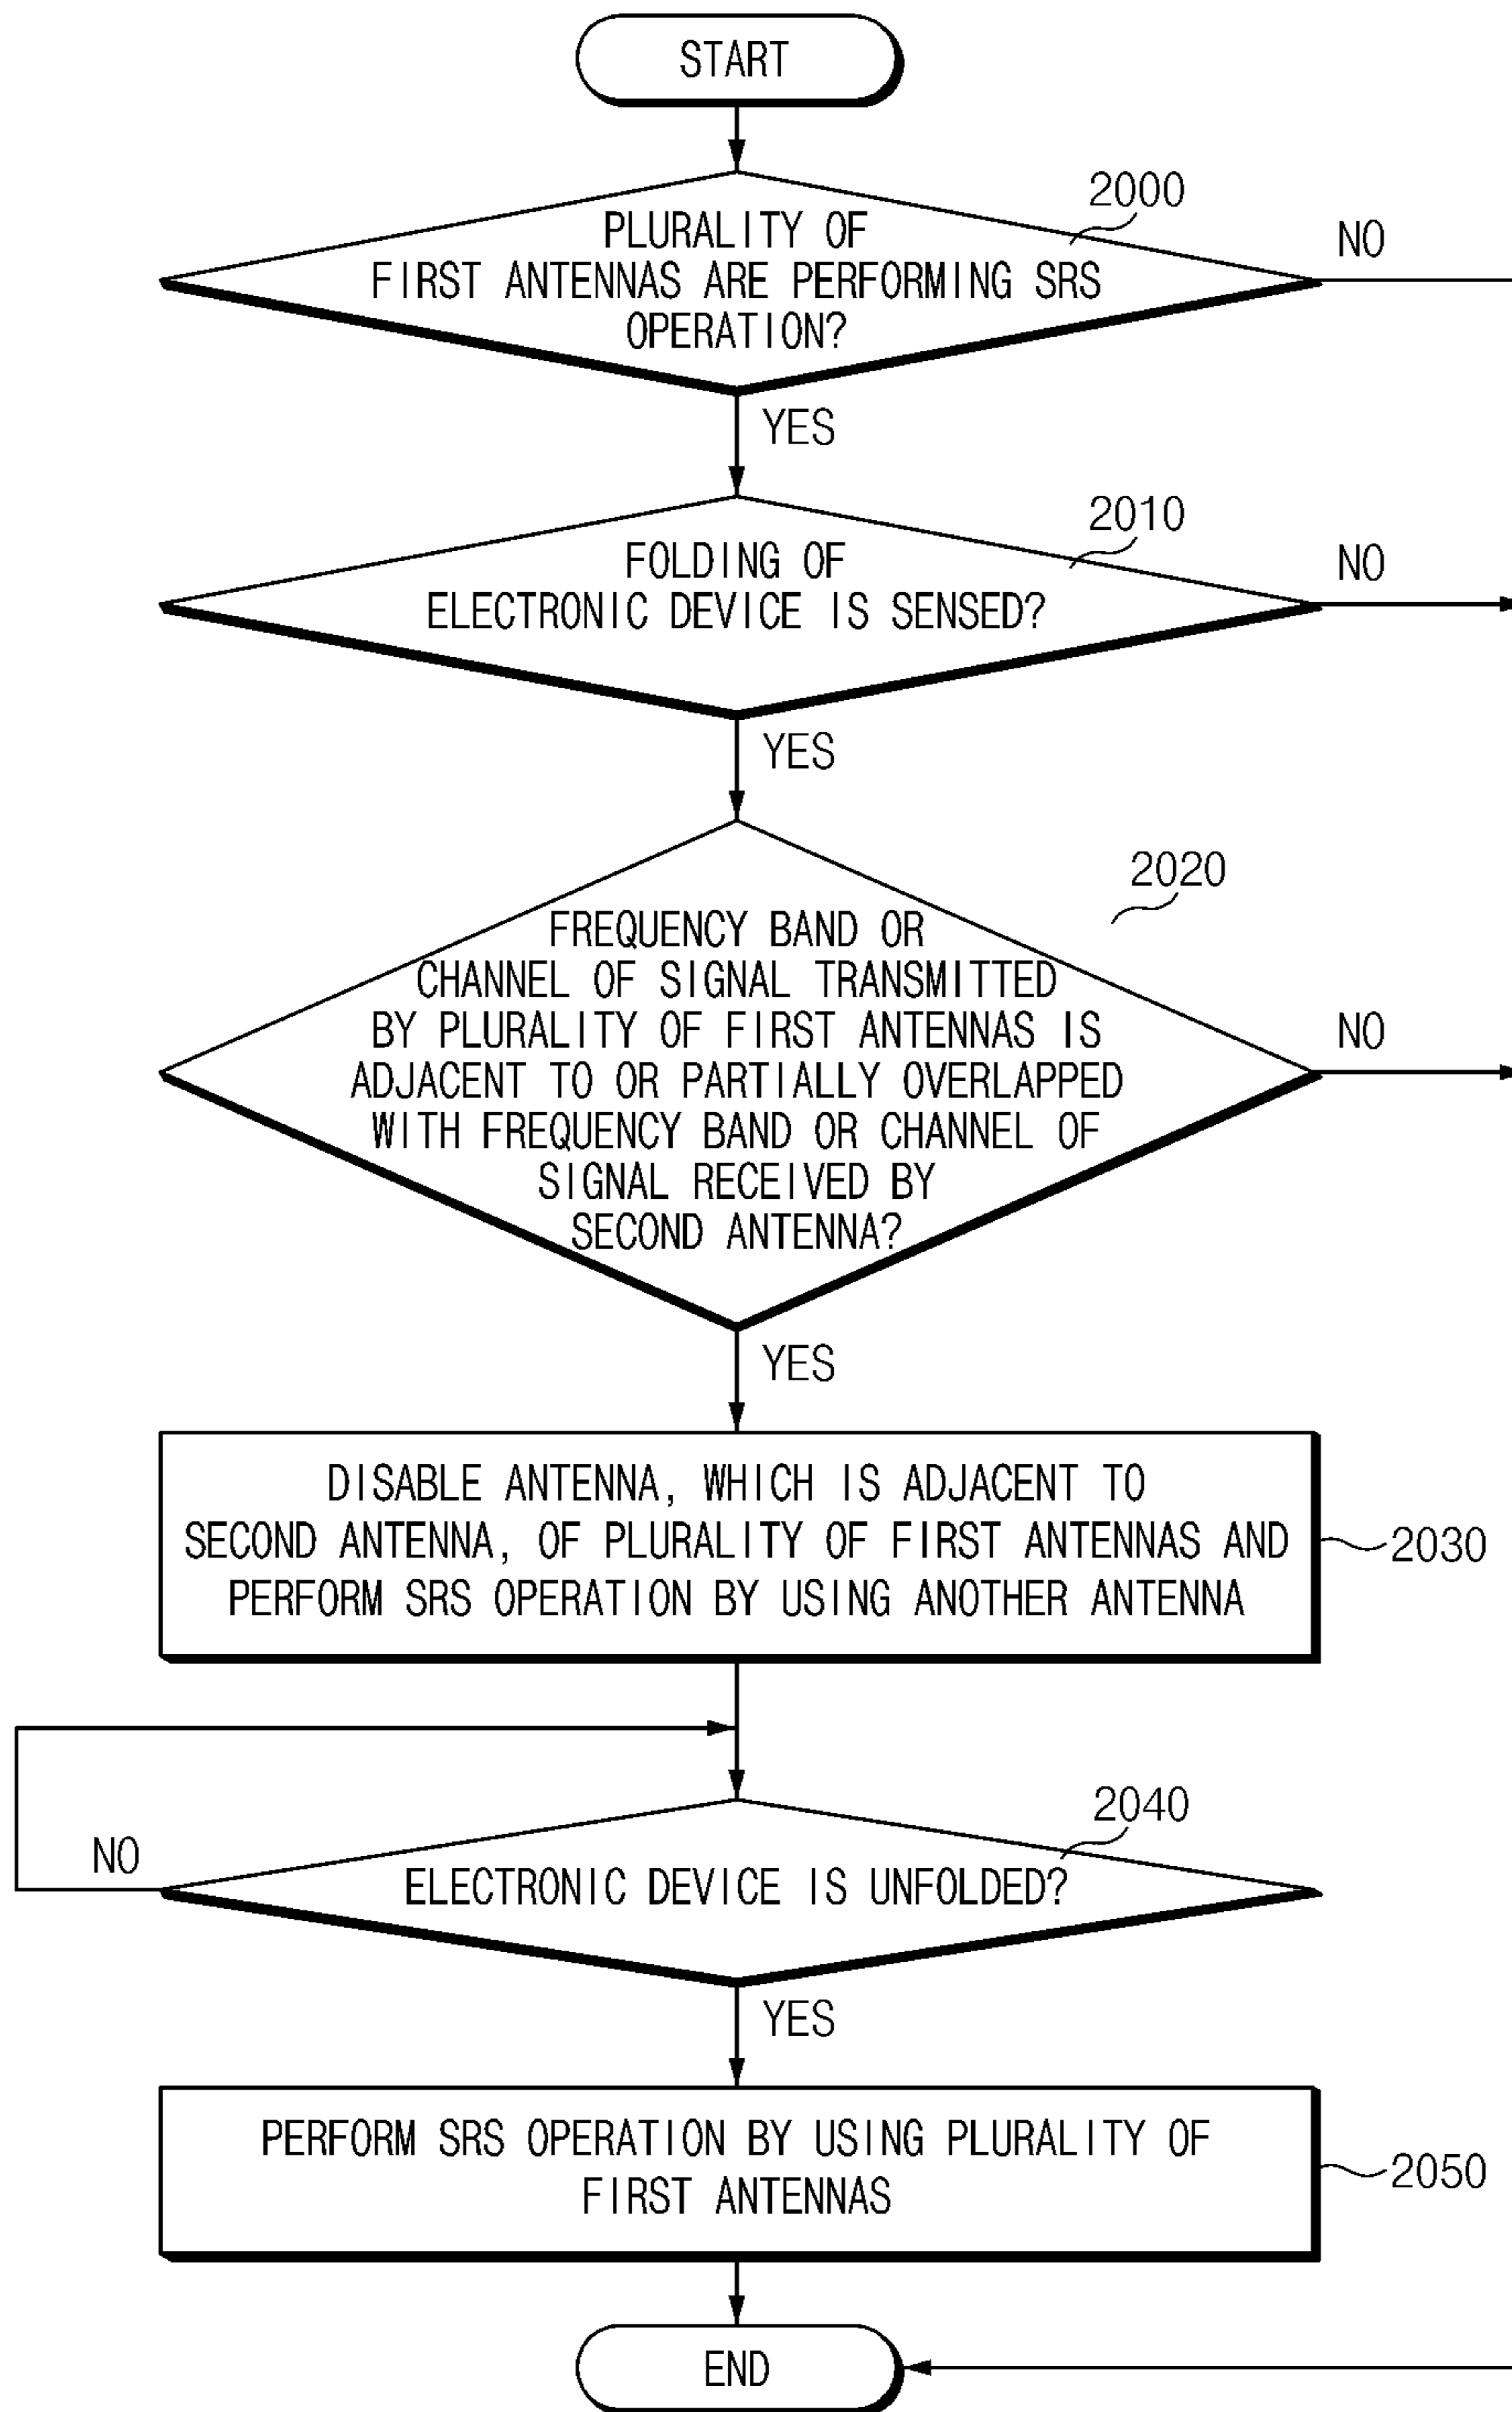 START
2000
PLURALITY OF
FIRST ANTENNAS ARE PERFORMING SRS
OPERATION?
NO
YES
2010
FOLDING OF
ELECTRONIC DEVICE IS SENSED?
NO
YES
2020
FREQUENCY BAND OR
CHANNEL OF SIGNAL TRANSMITTED
BY PLURALITY OF FIRST ANTENNAS IS
ADJACENT TO OR PARTIALLY OVERLAPPED
WITH FREQUENCY BAND OR CHANNEL OF
SIGNAL RECEIVED BY
SECOND ANTENNA?
NO
YES
DISABLE ANTENNA, WHICH IS ADJACENT TO
SECOND ANTENNA, OF PLURALITY OF FIRST ANTENNAS AND
PERFORM SRS OPERATION BY USING ANOTHER ANTENNA
2030
2040
NO
ELECTRONIC DEVICE IS UNFOLDED?
YES
PERFORM SRS OPERATION BY USING PLURALITY OF
FIRST ANTENNAS
2050
END